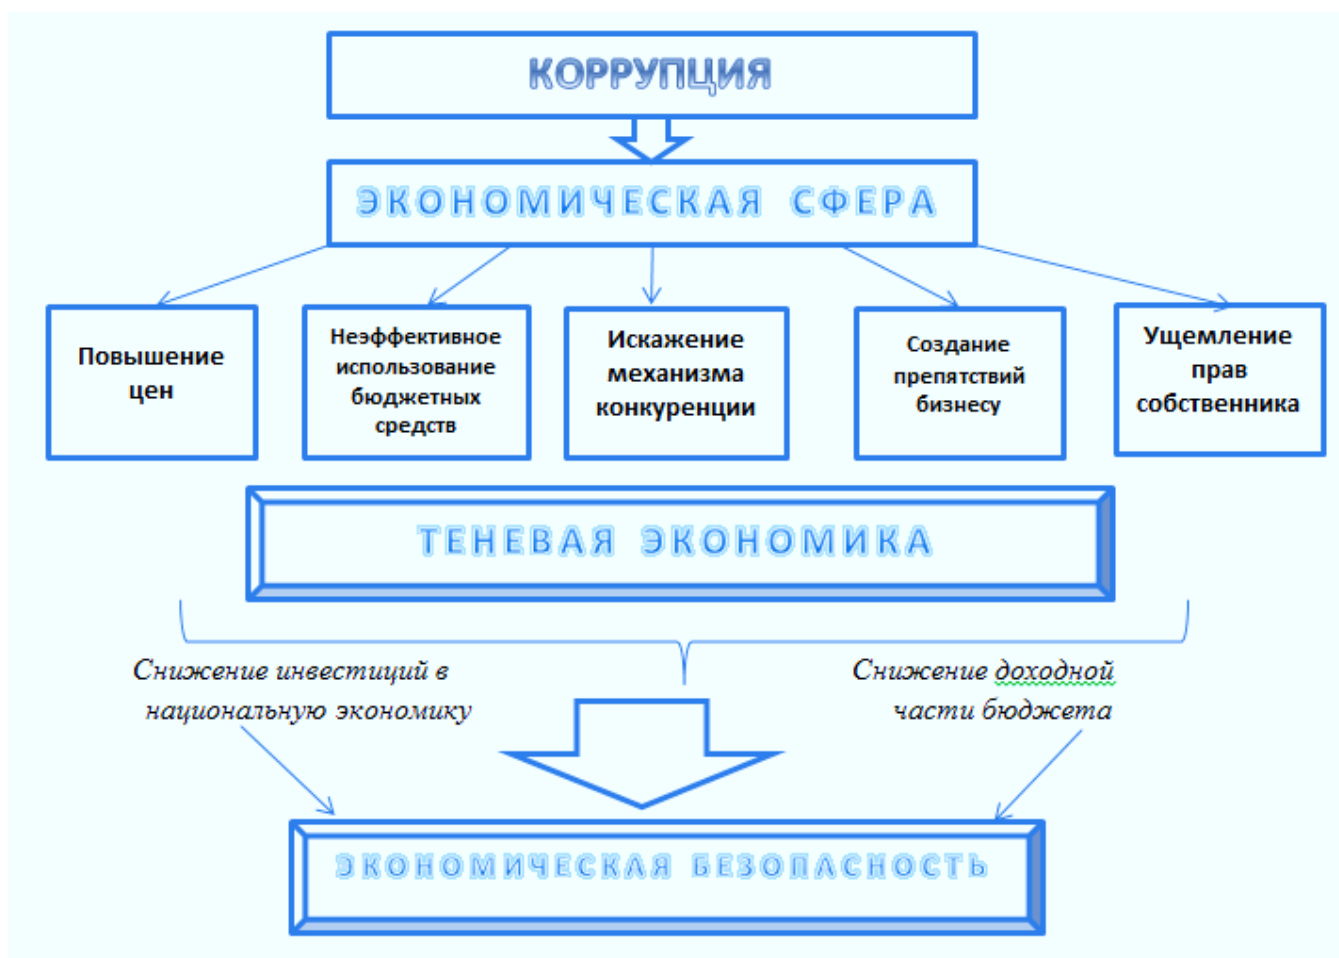 КОРРУПЦИЯ
ЭКОНОМИЧЕСКАЯ СФЕРА
Повышение
цен
Неэффективное
использование
бюджетных
средств
Искажение
механизма
конкуренции
Создание
препятствий
бизнесу
Ущемление
прав
собственника
ТЕНЕВАЯ ЭКОНОМИКА
Снижение инвестиций в
национальную экономику
Снижение доходной
части бюджета
ЭКОНОМИЧЕСКАЯ БЕЗОПАСНОСТЬ